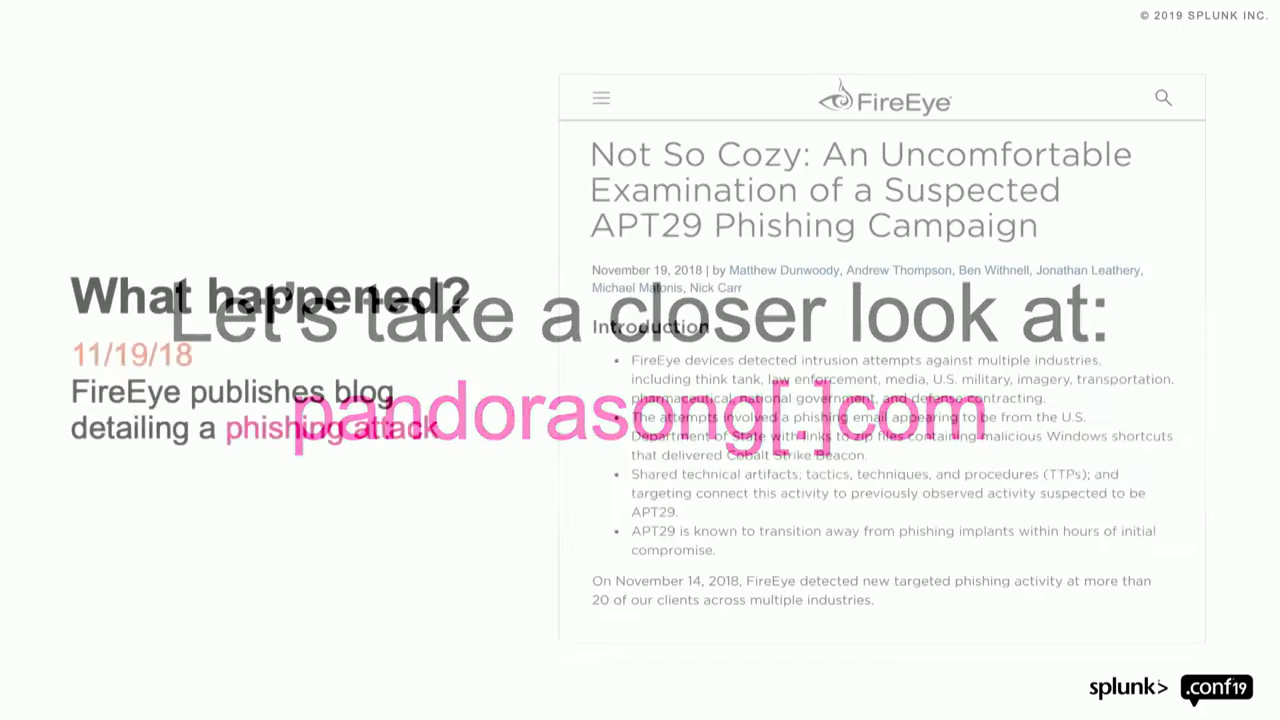 © 2019 SPLUNK INC.
FireEye
Not So Cozy: An Uncomfortable
Examination of a Suspected
APT29 Phishing Campaign
November 19, 2018 | by Matthew Dunwoody, Andrew Thompson, Ben Withnell, Jonathan Leathery,
Michael Matonis, Nick Carr
What happened?
11/19/18
FireEye publishes blog
detailing a phishing attack
Let's take a closer look at:
pandorasong[.]com
Introduction
• FireEye devices detected intrusion attempts against multiple industries,
including think tank, law enforcement, media, U.S. military, imagery, transportation,
pharmaceutical, national government, and defense contracting.
• The attempts involved a phishing email appearing to be from the U.S.
Department of State with links to zip files containing malicious Windows shortcuts
that delivered Cobalt Strike Beacon.
• Shared technical artifacts; tactics, techniques, and procedures (TTPs); and
targeting connect this activity to previously observed activity suspected to be
APT29.
• APT29 is known to transition away from phishing implants within hours of initial
compromise.
On November 14, 2018, FireEye detected new targeted phishing activity at more than
20 of our clients across multiple industries.
splunk> .conf19